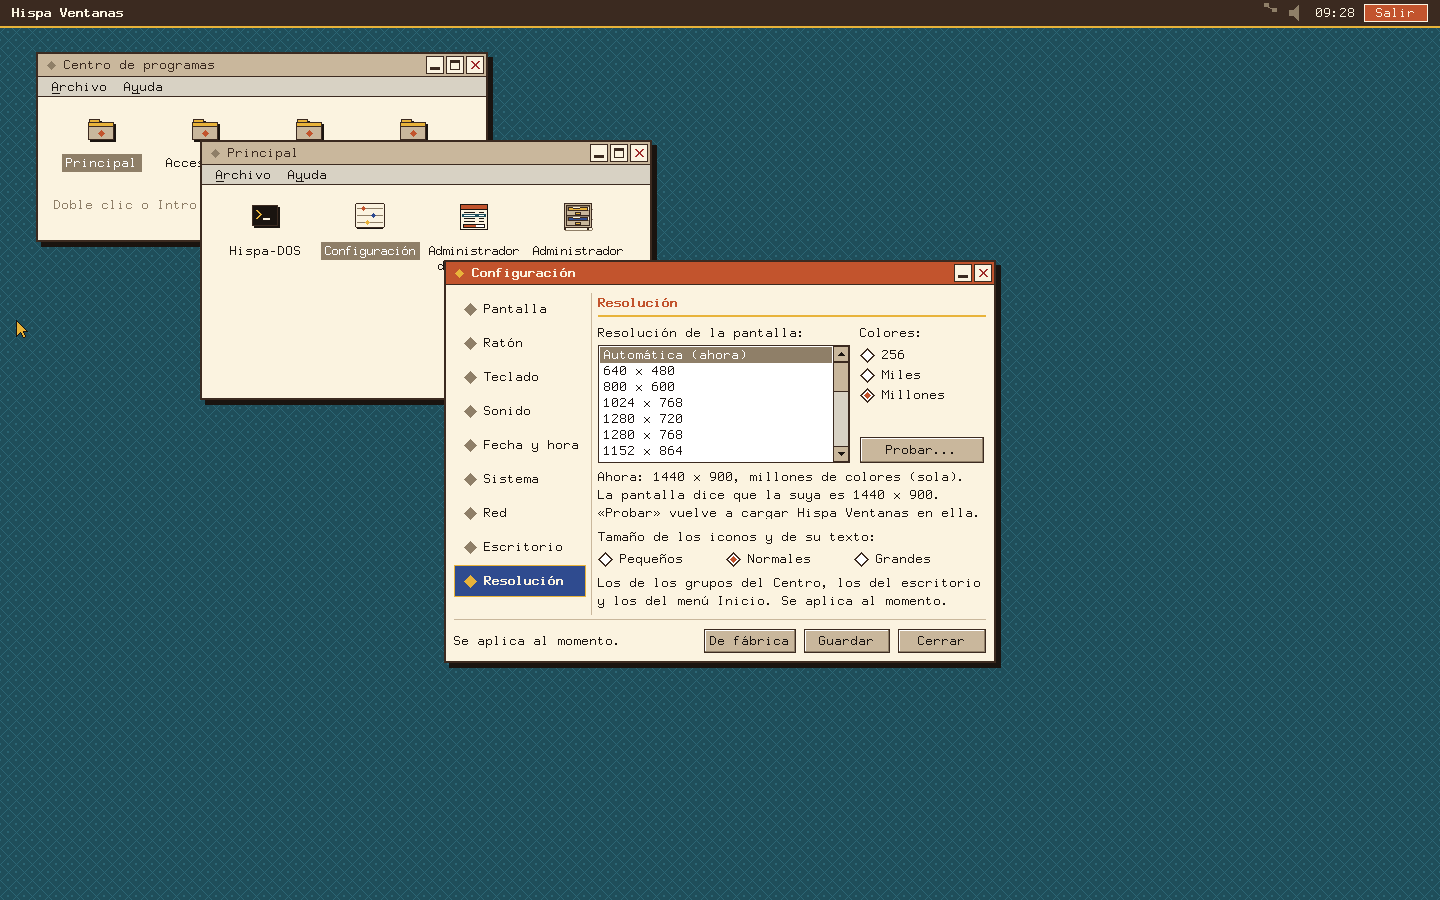 Hispa Ventanas
09:28
Salir
Centro de programas
Archivo Ayuda
Principal
Doble clic o Intro
Principal
Archivo Ayuda
Hispa-DOS
Configuración
Administrador
Administrador
Configuración
Pantalla
Ratón
Teclado
Sonido
Fecha y hora
Sistema
Red
Escritorio
Resolución
Resolución
Resolución de la pantalla:
Automática (ahora)
640 x 480
800 x 600
1024 x 768
1280 x 720
1280 x 768
1152 x 864
Colores:
256
Miles
Millones
Probar...
Ahora: 1440 x 900, millones de colores (sola).
La pantalla dice que la suya es 1440 x 900.
«Probar» vuelve a cargar Hispa Ventanas en ella.
Tamaño de los iconos y de su texto:
Pequeños
Normales
Grandes
Los de los grupos del Centro, los del escritorio
y los del menú Inicio. Se aplica al momento.
Se aplica al momento.
De fábrica
Guardar
Cerrar